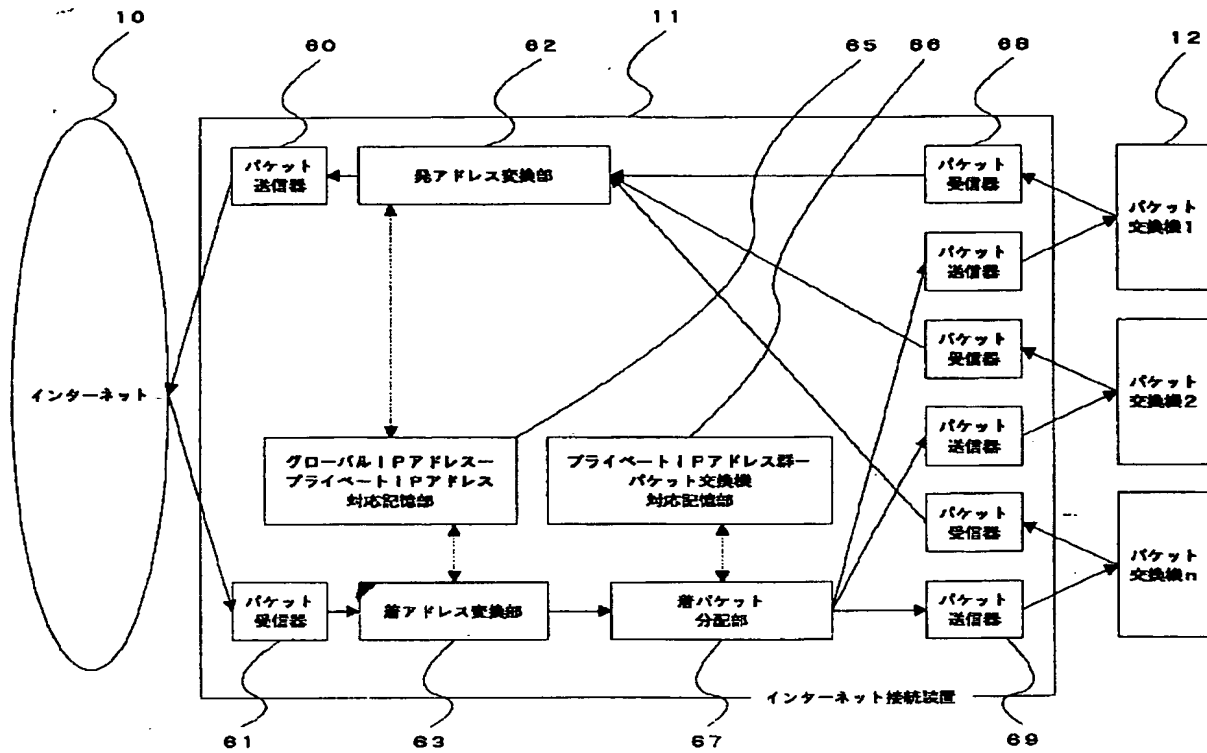 10
11
12
60
62
65
66
68
パケット
送信器
発アドレス変換部
パケット
受信器
パケット
交換機1
パケット
送信器
パケット
受信器
パケット
交換機2
インターネット
パケット
送信器
グローバルIPアドレスー
プライベートIPアドレス
対応記憶部
プライベートIPアドレス群ー
パケット交換機
対応記憶部
パケット
受信器
パケット
交換機n
パケット
受信器
着アドレス変換部
着パケット
分配部
パケット
送信器
インターネット接続装置
61
63
67
69